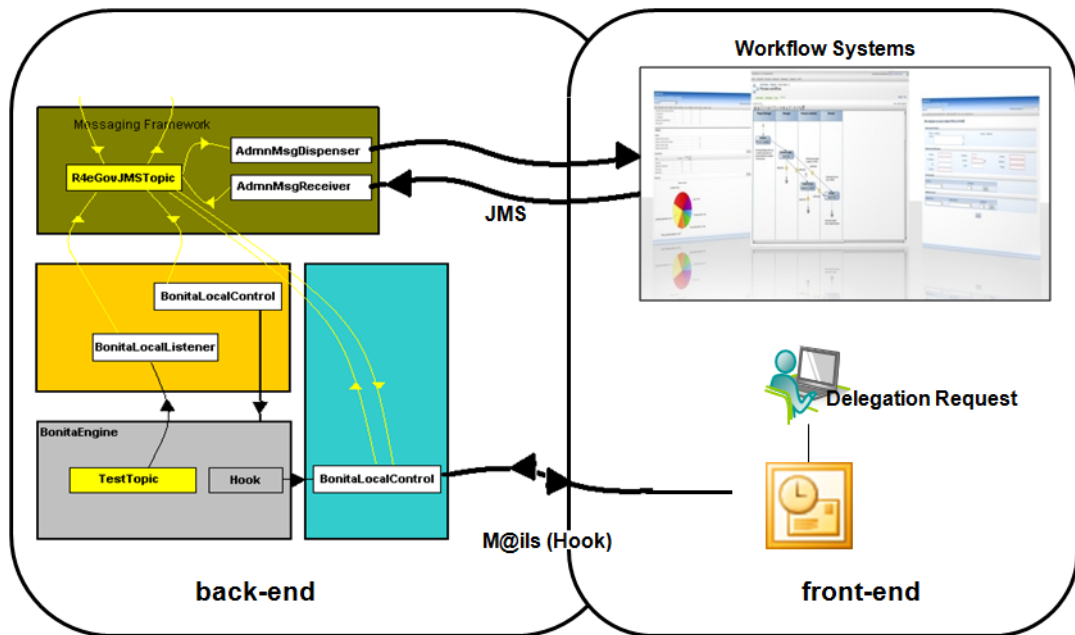 Workflow Systems
Messaging Framework
AdmnMsgDispenser
R4eGovJMSTopic
AdmnMsgReceiver
JMS
BonitaLocalControl
BonitaLocalListener
Delegation Request
BonitaEngine
TestTopic
Hook
BonitaLocalControl
M@ils (Hook)
back-end
front-end